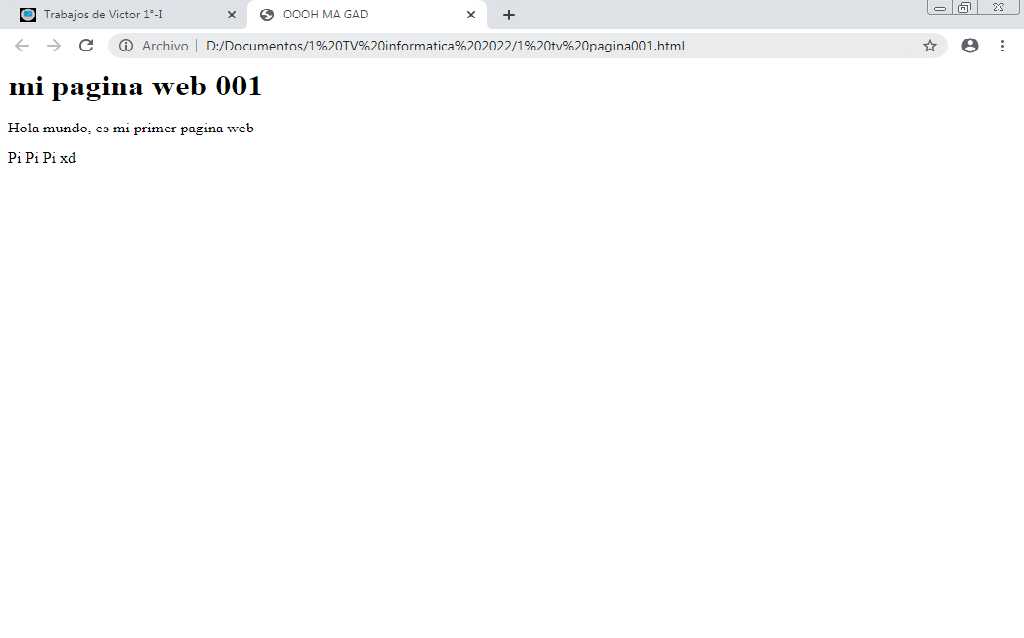 Trabajos de Victor 1°-I
OOOH MA GAD
Archivo | D:/Documentos/1%20TV%20informatica%202022/1%20tv%20pagina001.html
mi pagina web 001
Hola mundo, es mi primer pagina web
Pi Pi Pi xd